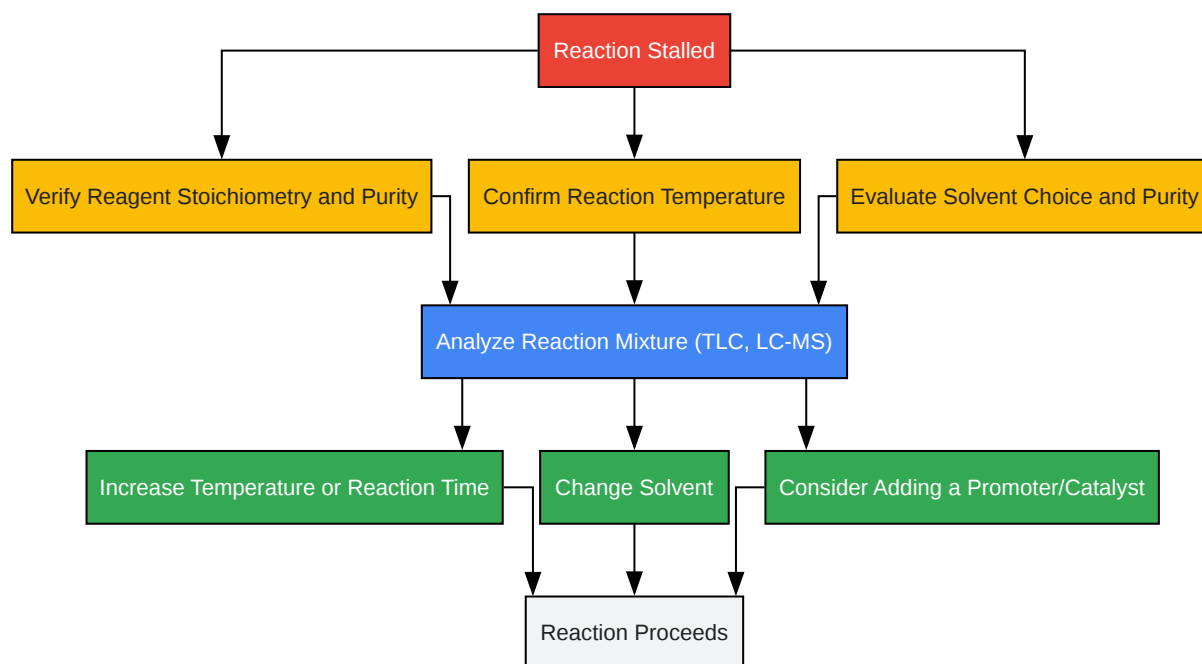 Reaction Stalled
Verify Reagent Stoichiometry and Purity
Confirm Reaction Temperature
Evaluate Solvent Choice and Purity
Analyze Reaction Mixture (TLC, LC-MS)
Increase Temperature or Reaction Time
Change Solvent
Consider Adding a Promoter/Catalyst
Reaction Proceeds